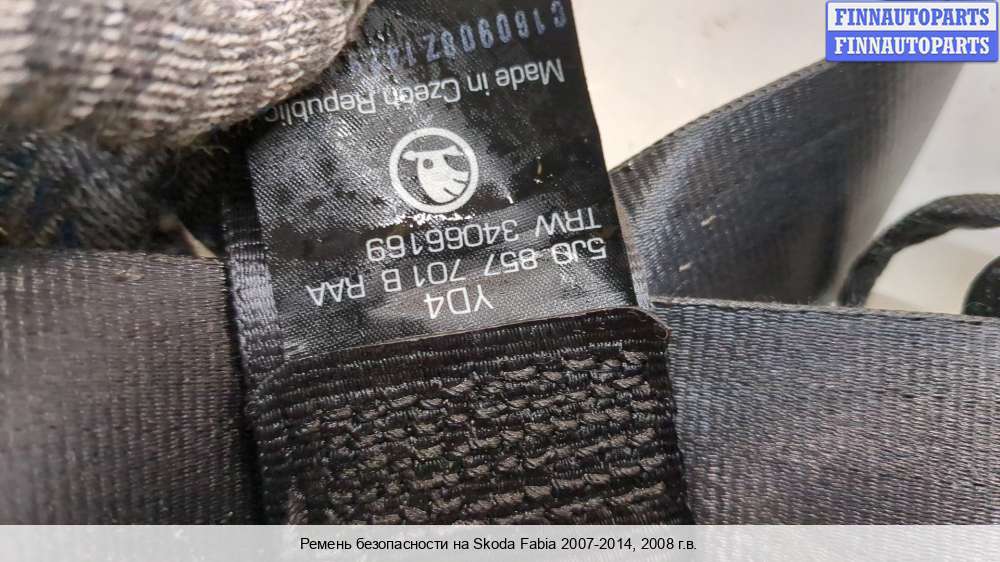 FINNAUTOPARTS
FINNAUTOPARTS
YD4
5J0 857 701 B RAA
TRW 34066169
Made in Czech Republic
Ремень безопасности на Skoda Fabia 2007-2014, 2008 г.в.